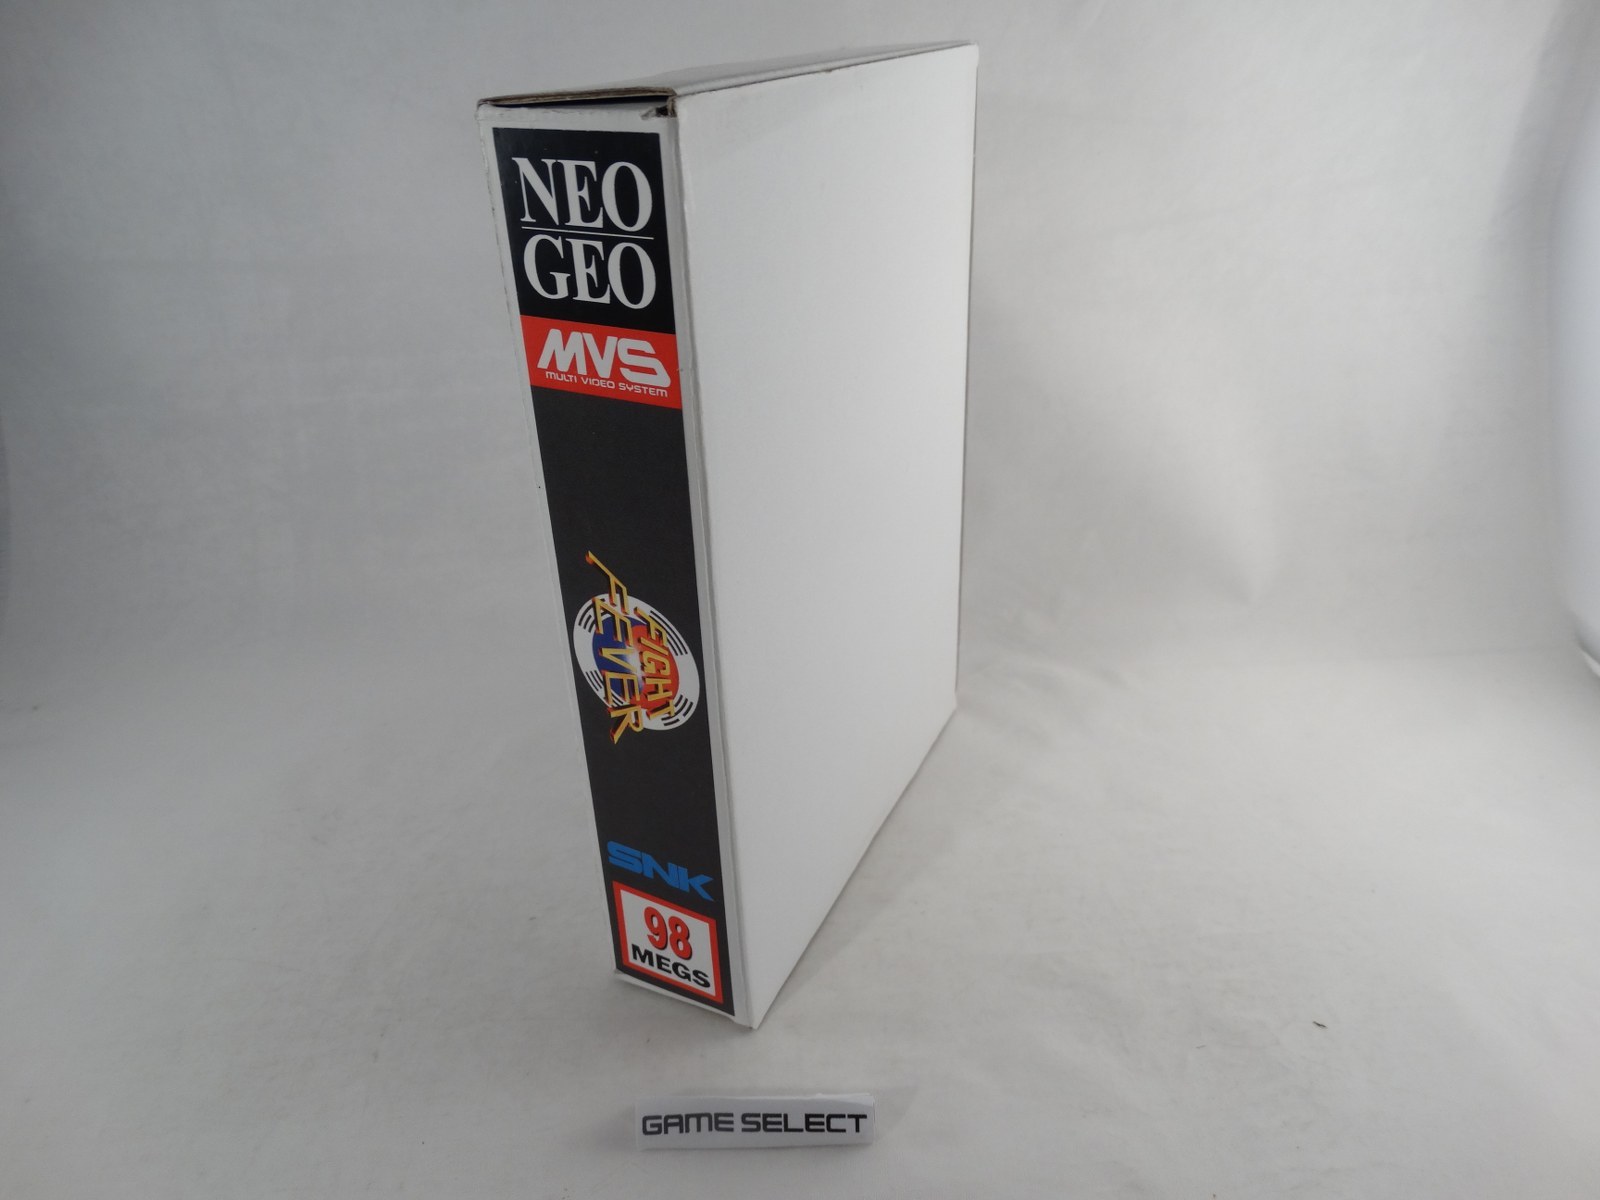 NEO
GEO
MVS
MULTI VIDEO SYSTEM
FIGHT
FEVER
SNK
98
MEGS
GAME SELECT